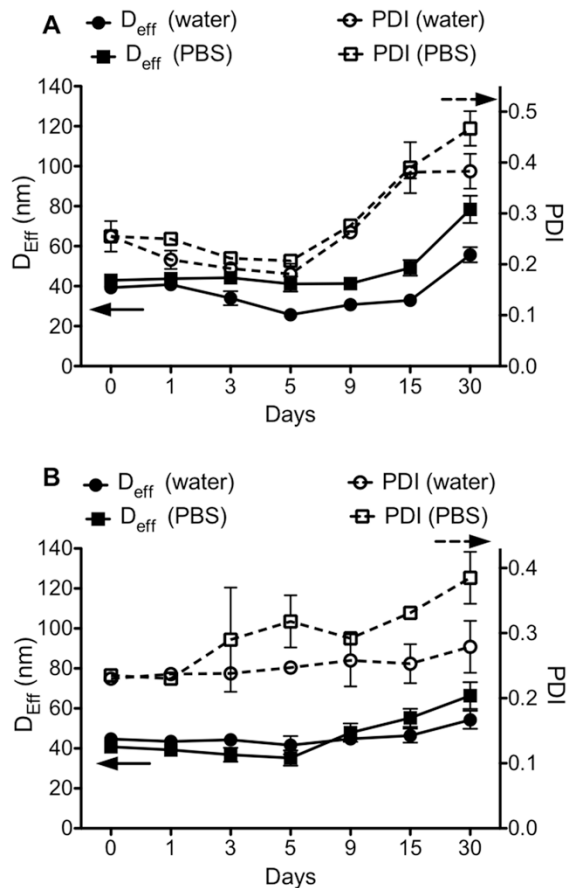 A
D_eff (water) PDI (water)
D_eff (PBS) PDI (PBS)
140
120
100
80
60
40
20
0
D_Eff (nm)
0.5
0.4
0.3
0.2
0.1
0.0
PDI
0 1 3 5 9 15 30
Days
B
D_eff (water) PDI (water)
D_eff (PBS) PDI (PBS)
140
120
100
80
60
40
20
0
D_Eff (nm)
0.4
0.3
0.2
0.1
0.0
PDI
0 1 3 5 9 15 30
Days